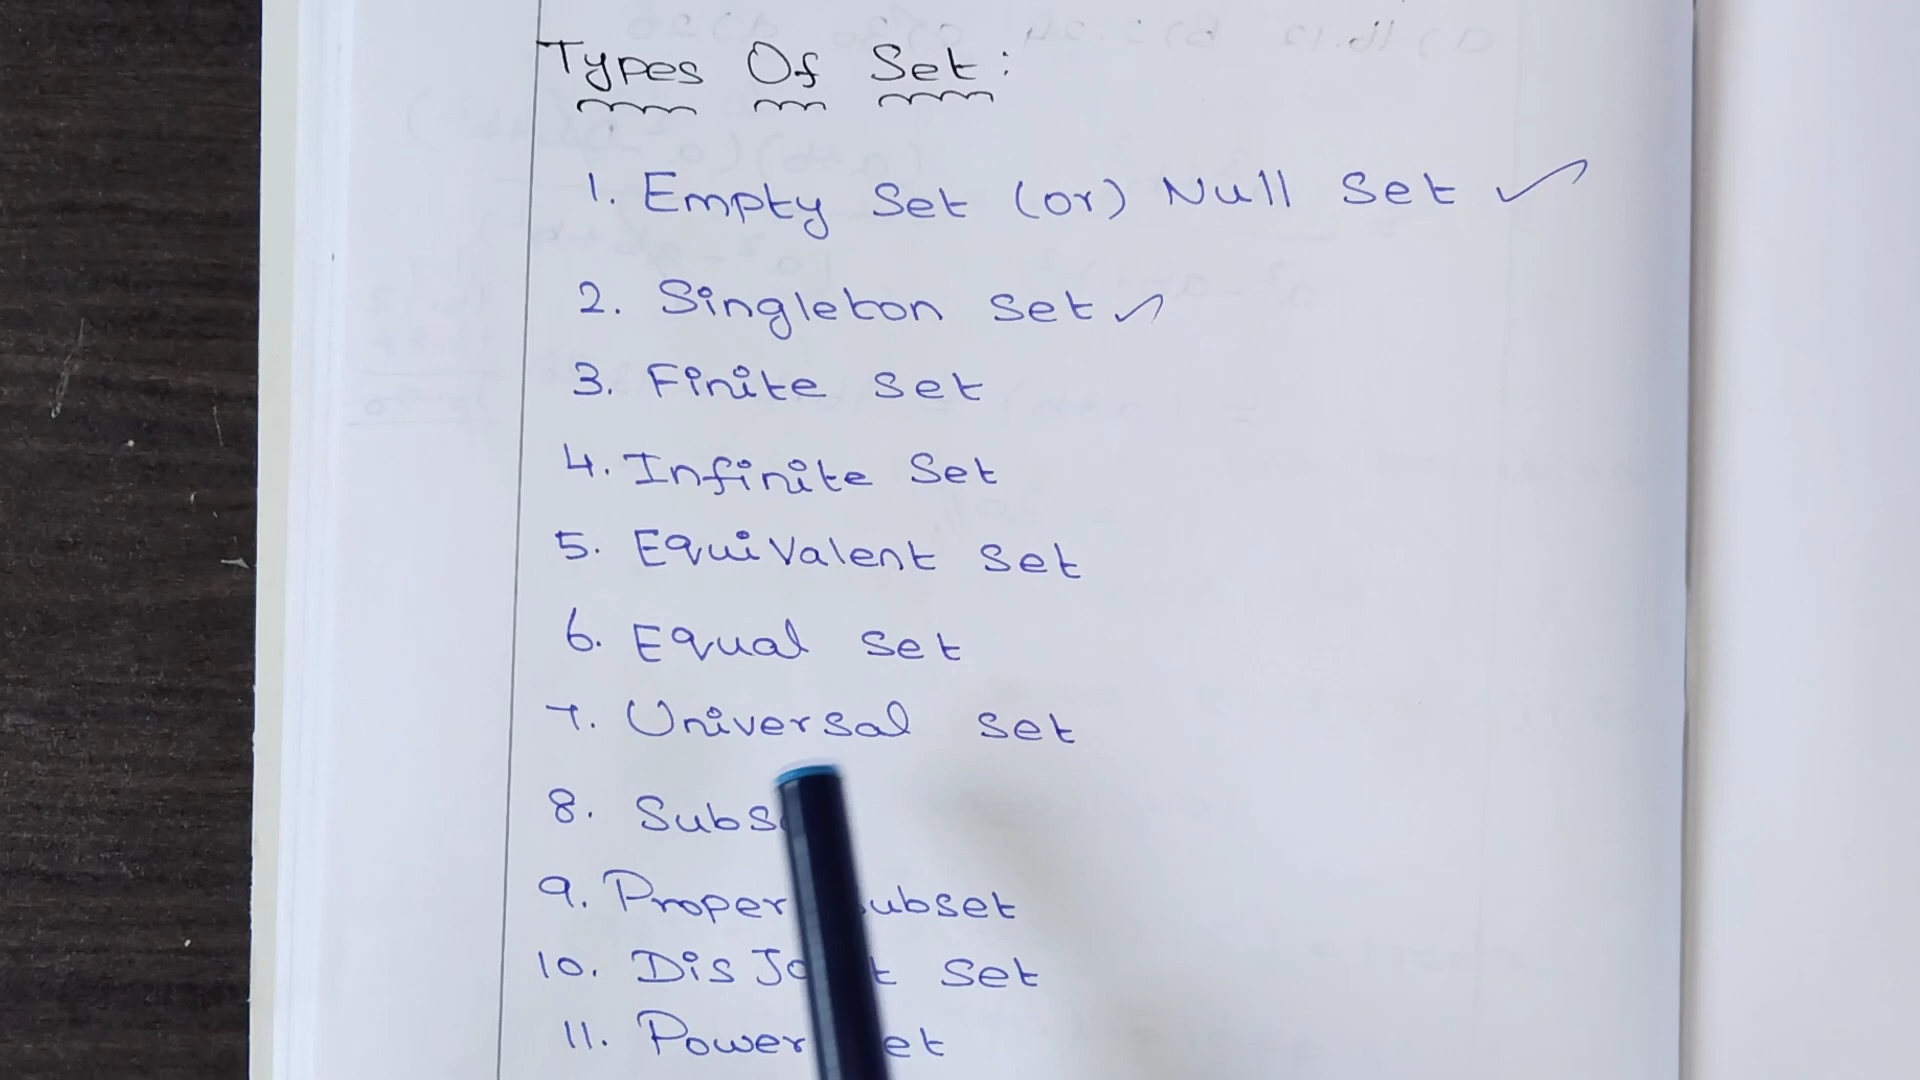 Types Of Set:
1. Empty Set (or) Null Set ✓
2. Singleton Set ✓
3. Finite Set
4. Infinite Set
5. Equivalent Set
6. Equal Set
7. Universal Set
8.
9. Proper
10. Set
11. Power